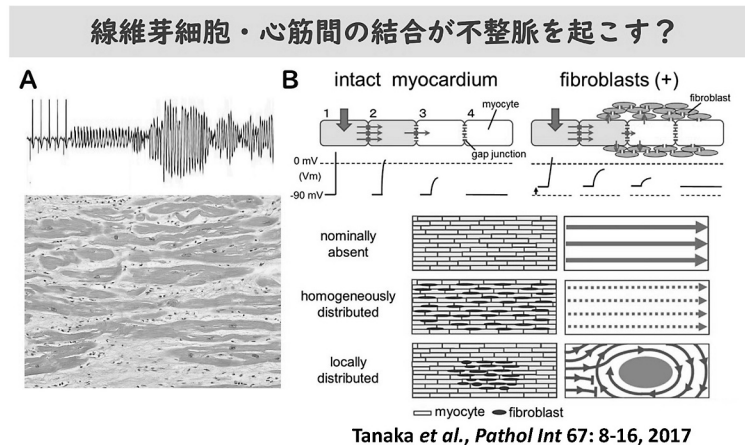 線維芽細胞・心筋間の結合が不整脈を起こす？
A
B
intact myocardium
fibroblasts (+)
1 2 3 4
myocyte
gap junction
fibroblast
0 mV
(Vm)
-90 mV
nominally
absent
homogeneously
distributed
locally
distributed
myocyte fibroblast
Tanaka et al., Pathol Int 67: 8-16, 2017